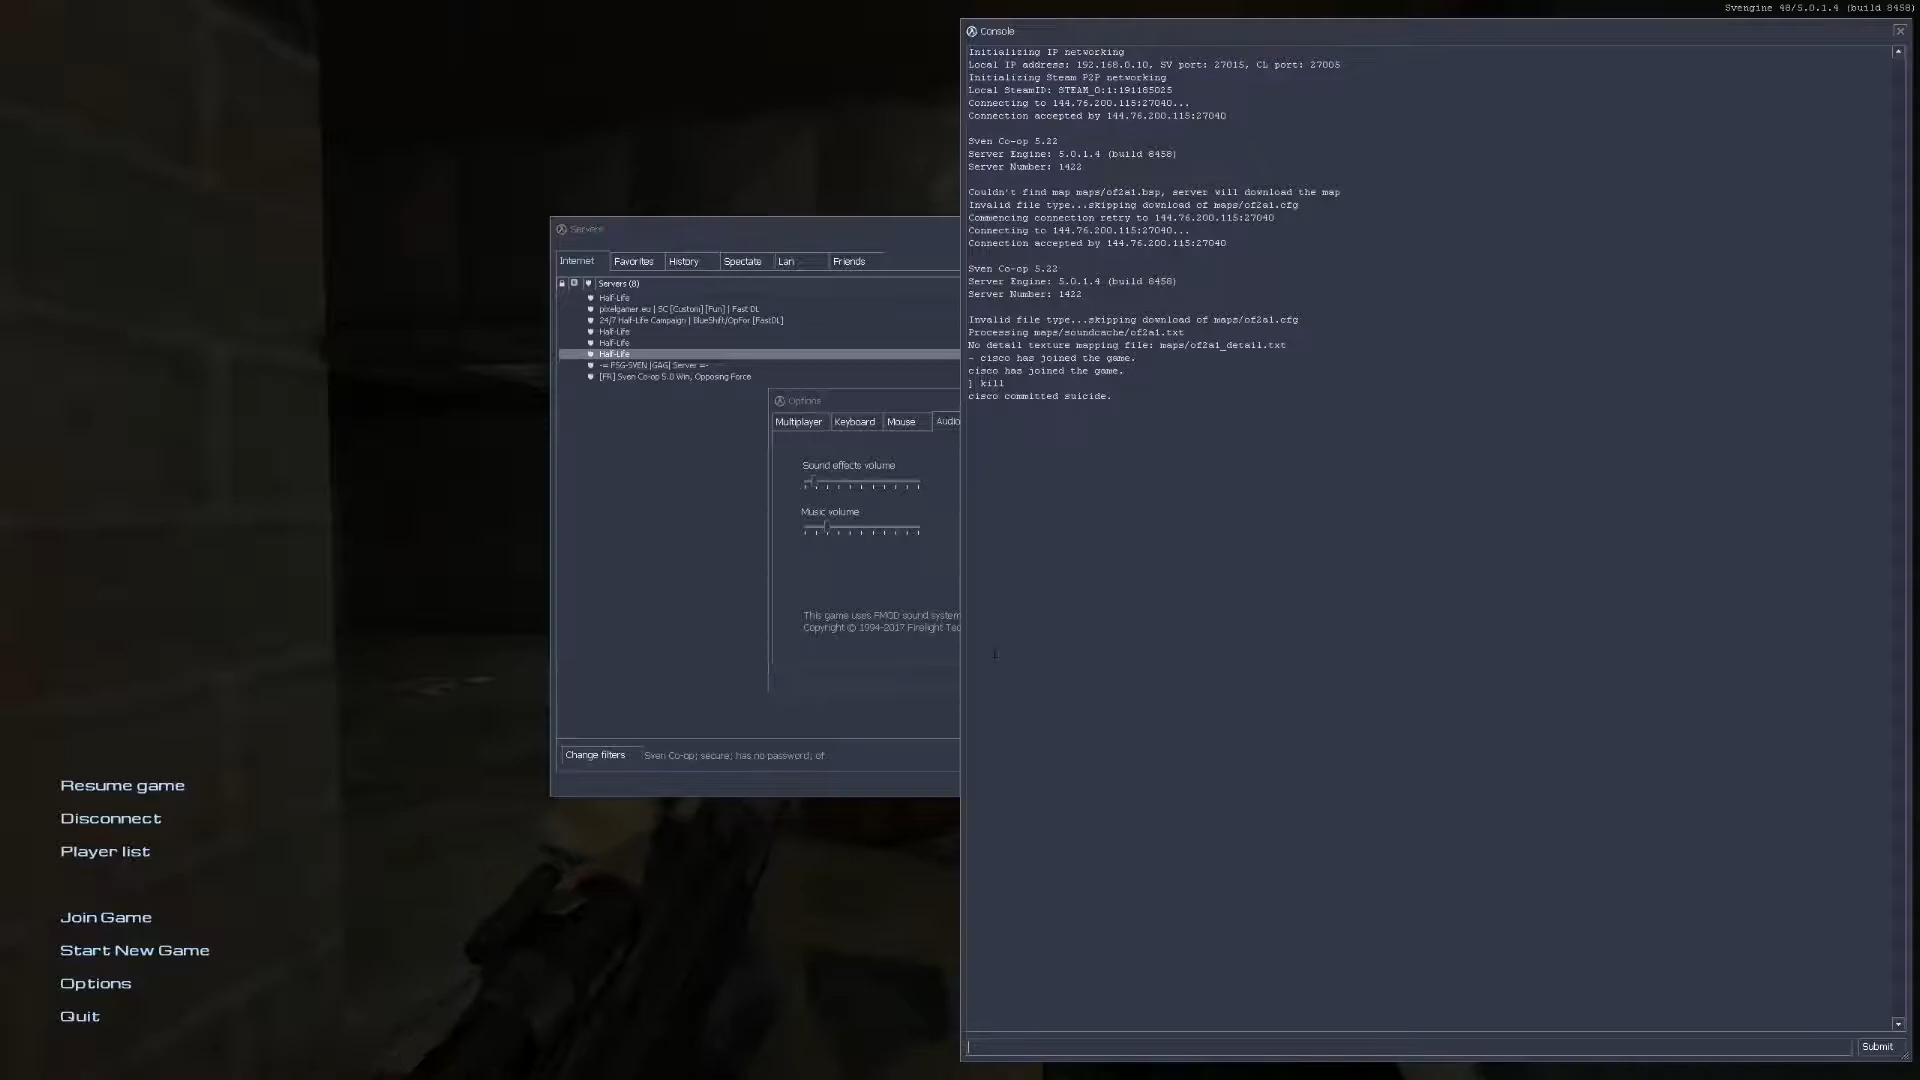 Svengine 48/5.0.1.4 (build 8458)
Console
Initializing IP networking
Local IP address: 192.168.0.10, SV port: 27015, CL port: 27005
Initializing Steam P2P networking
Local SteamID: STEAM_0:1:191185025
Connecting to 144.76.200.115:27040...
Connection accepted by 144.76.200.115:27040
Sven Co-op 5.22
Server Engine: 5.0.1.4 (build 8458)
Server Number: 1422
Couldn't find map maps/of2a1.bsp, server will download the map
Invalid file type...skipping download of maps/of2a1.cfg
Commencing connection retry to 144.76.200.115:27040
Connecting to 144.76.200.115:27040...
Connection accepted by 144.76.200.115:27040
Sven Co-op 5.22
Server Engine: 5.0.1.4 (build 8458)
Server Number: 1422
Invalid file type...skipping download of maps/of2a1.cfg
Processing maps/soundcache/of2a1.txt
No detail texture mapping file: maps/of2a1_detail.txt
- cisco has joined the game.
cisco has joined the game.
] kill
cisco committed suicide.
Submit
Servers
Internet Favorites History Spectate Lan Friends
Servers (8)
Half-Life
pixelgamer.eu | SC [Custom] [Fun] | Fast DL
24/7 Half-Life Campaign | BlueShift/OpFor [FastDL]
Half-Life
Half-Life
Half-Life
-= PSG-SVEN |GAG| Server =-
[FR] Sven Co-op 5.0 Win, Opposing Force
Options
Multiplayer Keyboard Mouse Audio
Sound effects volume
Music volume
This game uses FMOD sound system
Copyright © 1994-2017 Firelight Tec
Change filters Sven Co-op; secure; has no password; of
Resume game
Disconnect
Player list
Join Game
Start New Game
Options
Quit